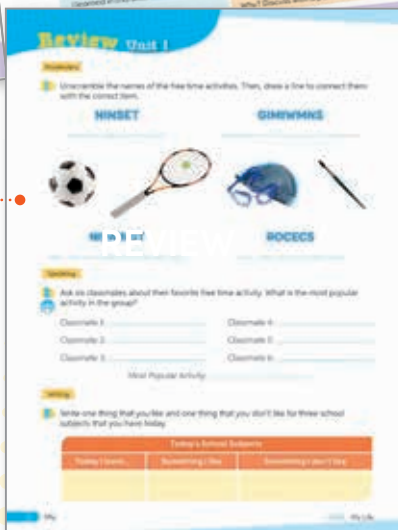 Review Unit 1
Vocabulary
Unscramble the names of the free time activities. Then, draw a line to connect them
with the correct item.
NINSET GIMIWMNS
REVIEW
ROCECS
Speaking
Ask six classmates about their favorite free time activity. What is the most popular
activity in the group?
Classmate 1: Classmate 4:
Classmate 2: Classmate 5:
Classmate 3: Classmate 6:
Most Popular Activity:
Writing
Write one thing that you like and one thing that you don't like for three school
subjects that you have today.
Today's School Subjects
Today I have... Something I like Something I don't like
My Life